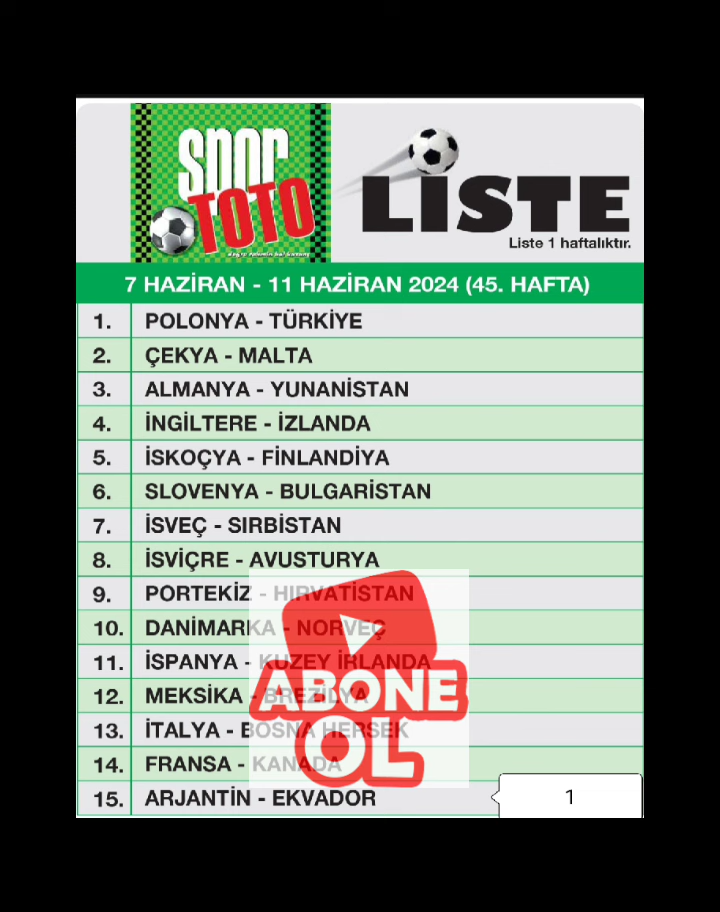 spor
TOTO
LİSTE
Liste 1 haftalıktır.
7 HAZİRAN - 11 HAZİRAN 2024 (45. HAFTA)
1. POLONYA - TÜRKİYE
2. ÇEKYA - MALTA
3. ALMANYA - YUNANİSTAN
4. İNGİLTERE - İZLANDA
5. İSKOÇYA - FİNLANDİYA
6. SLOVENYA - BULGARİSTAN
7. İSVEÇ - SIRBİSTAN
8. İSVİÇRE - AVUSTURYA
9. PORTEKİZ - HIRVATİSTAN
10. DANİMARKA - NORVEÇ
11. İSPANYA - KUZEY İRLANDA
12. MEKSİKA - BREZİLYA
13. İTALYA - BOSNA HERSEK
14. FRANSA - KANADA
15. ARJANTİN - EKVADOR
ABONE
OL
1